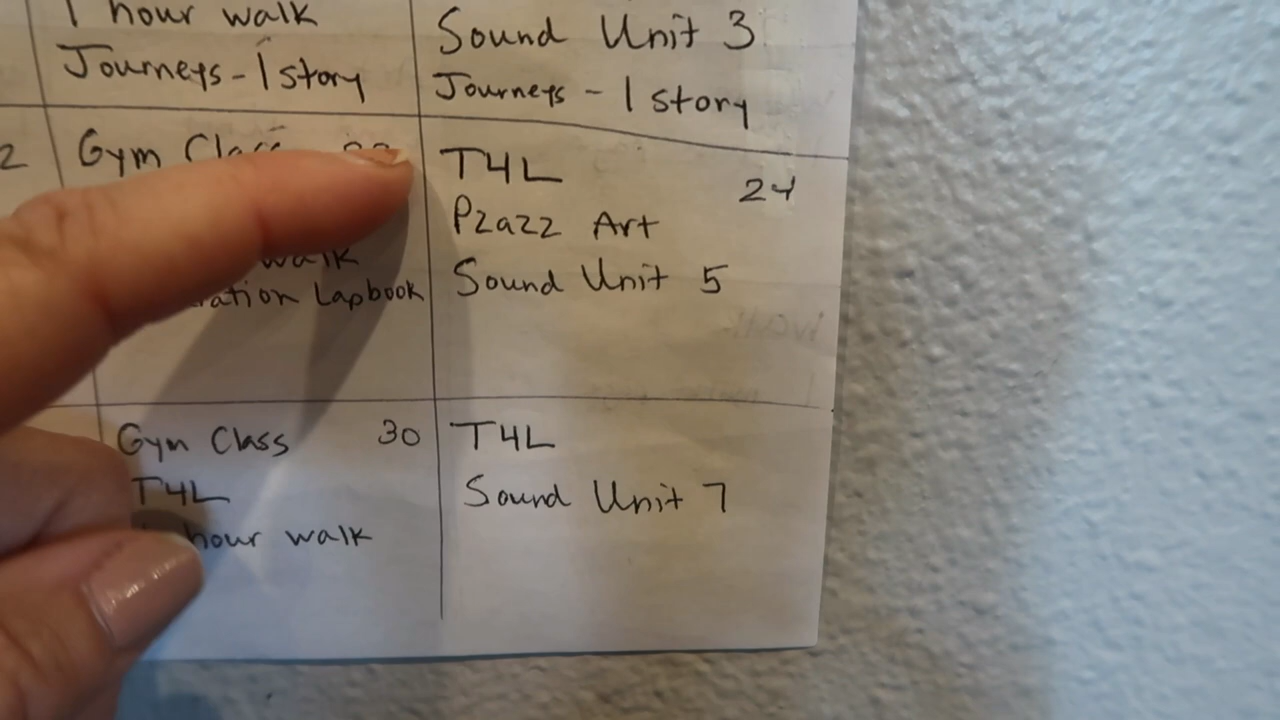 1 hour walk
Journeys - 1 story
Sound Unit 3
Journeys - 1 story
2
Gym Class
walk
Lapbook
T4L
24
Pzazz Art
Sound Unit 5
Gym Class 30
T4L
hour walk
T4L
Sound Unit 7